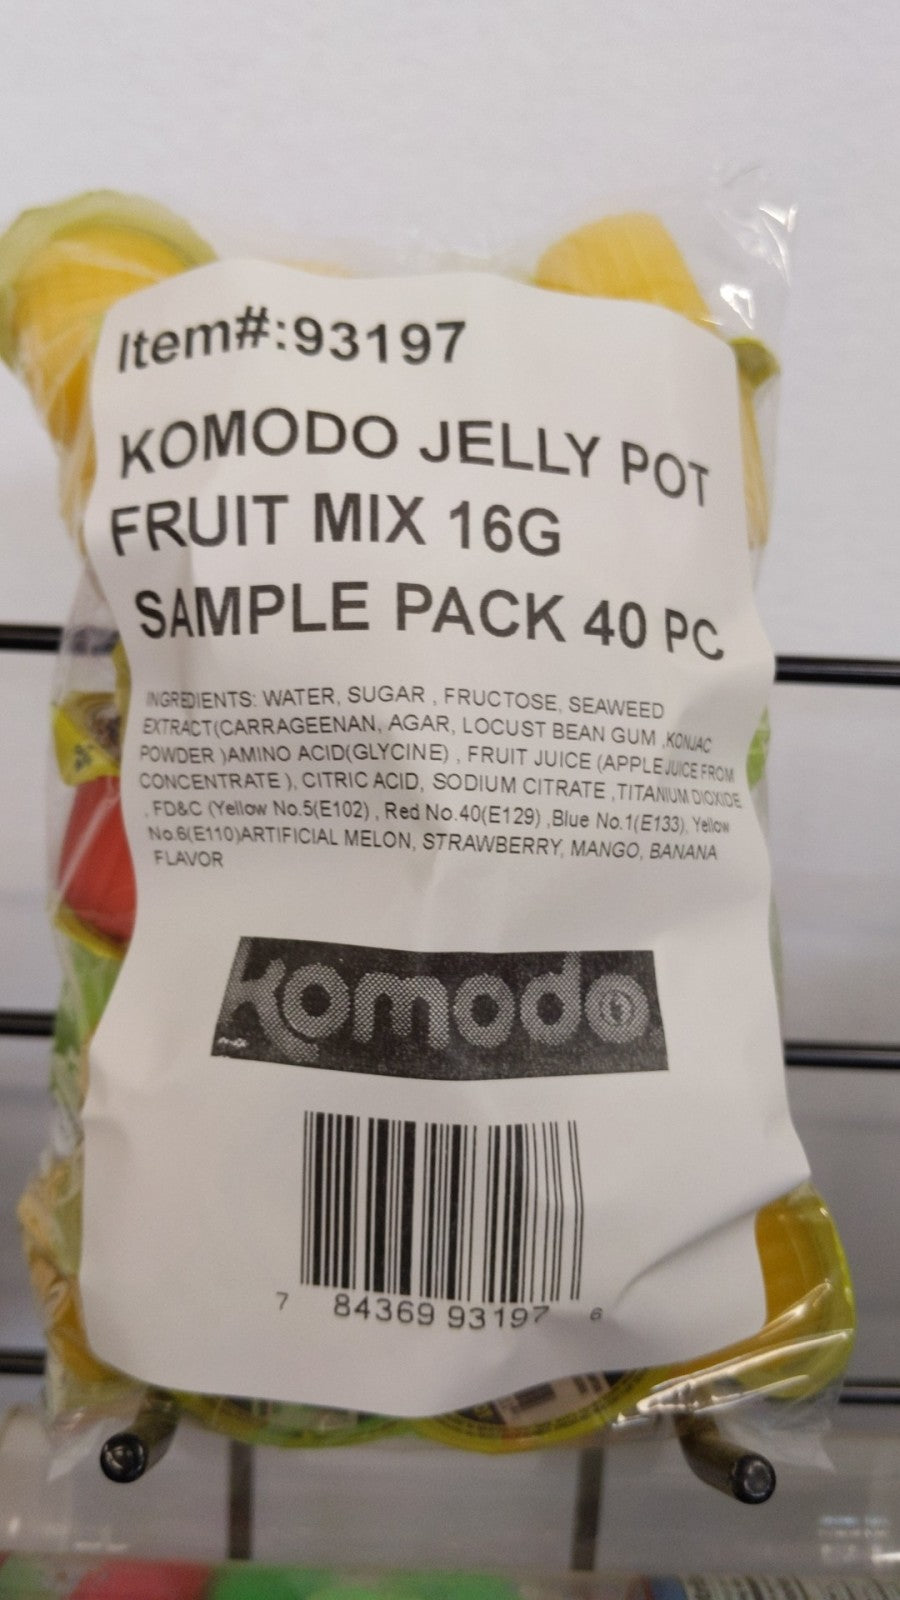 Item#:93197
KOMODO JELLY POT
FRUIT MIX 16G
SAMPLE PACK 40 PC
INGREDIENTS: WATER, SUGAR , FRUCTOSE, SEAWEED
EXTRACT(CARRAGEENAN, AGAR, LOCUST BEAN GUM ,KONJAC
POWDER )AMINO ACID(GLYCINE) , FRUIT JUICE (APPLE JUICE FROM
CONCENTRATE ), CITRIC ACID, SODIUM CITRATE ,TITANIUM DIOXIDE
, FD&C (Yellow No.5(E102) , Red No.40(E129) ,Blue No.1(E133), Yellow
No.6(E110)ARTIFICIAL MELON, STRAWBERRY, MANGO, BANANA
FLAVOR
komodo
7 84369 93197 6